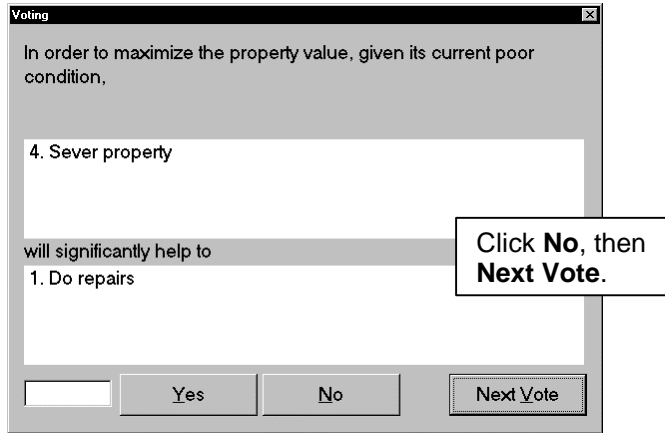 Voting
In order to maximize the property value, given its current poor
condition,
4. Sever property
will significantly help to
1. Do repairs
Click No, then
Next Vote.
Yes
No
Next Vote